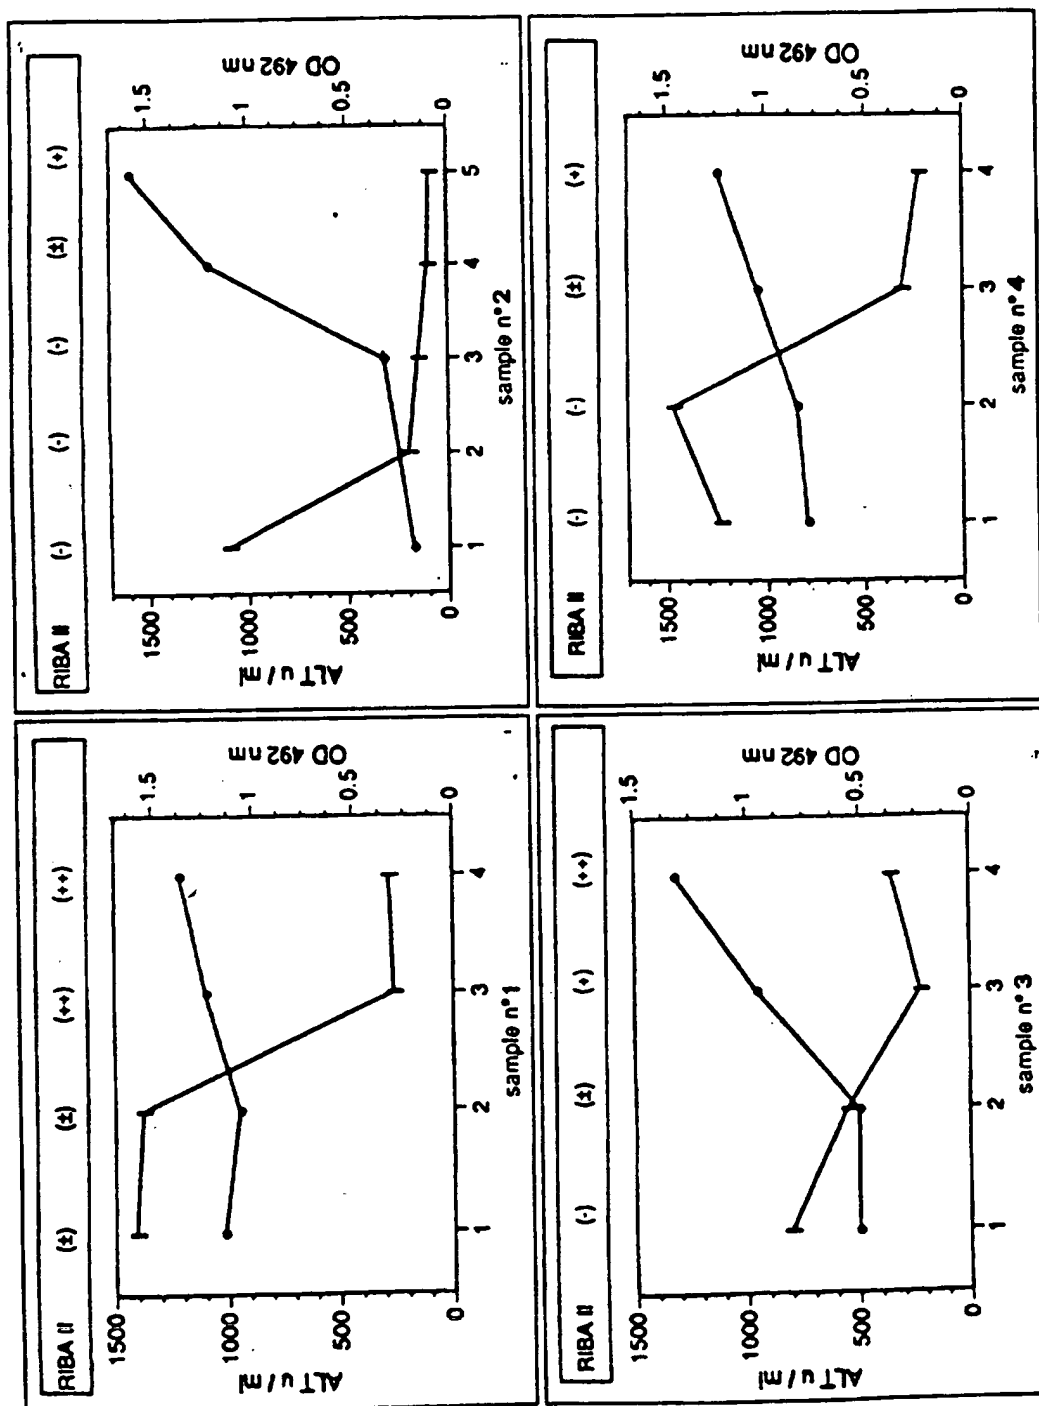 RIBA II (±) (±) (++) (++)
ALT u / ml
1500
1000
500
0
OD 492 nm
1.5
1
0.5
0
1 2 3 4
sample n° 1
RIBA II (-) (-) (-) (±) (+)
ALT u / ml
1500
1000
500
0
OD 492 nm
1.5
1
0.5
0
1 2 3 4 5
sample n° 2
RIBA II (-) (±) (+) (++)
ALT u / ml
1500
1000
500
0
OD 492 nm
1.5
1
0.5
0
1 2 3 4
sample n° 3
RIBA II (-) (-) (±) (+)
ALT u / ml
1500
1000
500
0
OD 492 nm
1.5
1
0.5
0
1 2 3 4
sample n° 4